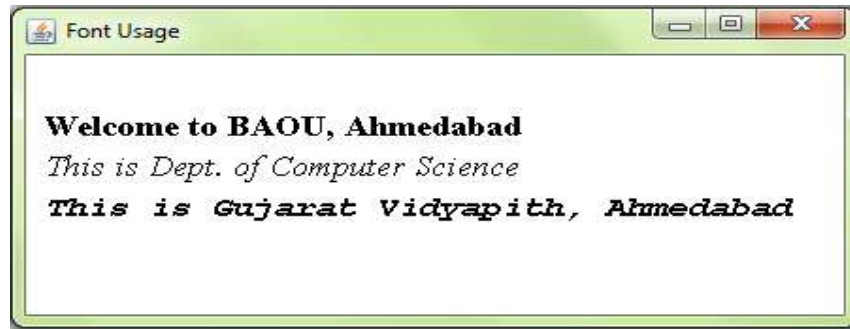 Font Usage
Welcome to BAOU, Ahmedabad
This is Dept. of Computer Science
This is Gujarat Vidyapith, Ahmedabad